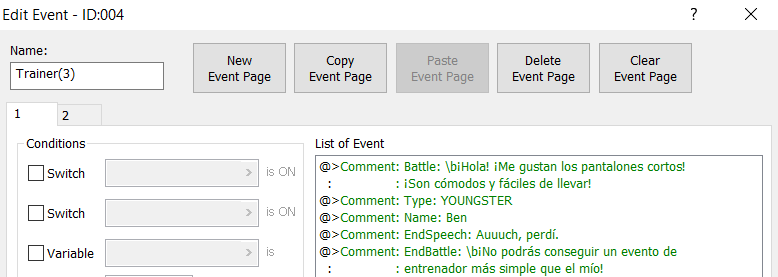 Edit Event - ID:004
?
Name:
Trainer(3)
New
Event Page
Copy
Event Page
Paste
Event Page
Delete
Event Page
Clear
Event Page
1
2
Conditions
Switch
is ON
Switch
is ON
Variable
is
List of Event
@>Comment: Battle: \biHola! ¡Me gustan los pantalones cortos!
:        : ¡Son cómodos y fáciles de llevar!
@>Comment: Type: YOUNGSTER
@>Comment: Name: Ben
@>Comment: EndSpeech: Auuuch, perdí.
@>Comment: EndBattle: \biNo podrás conseguir un evento de
:        : entrenador más simple que el mío!